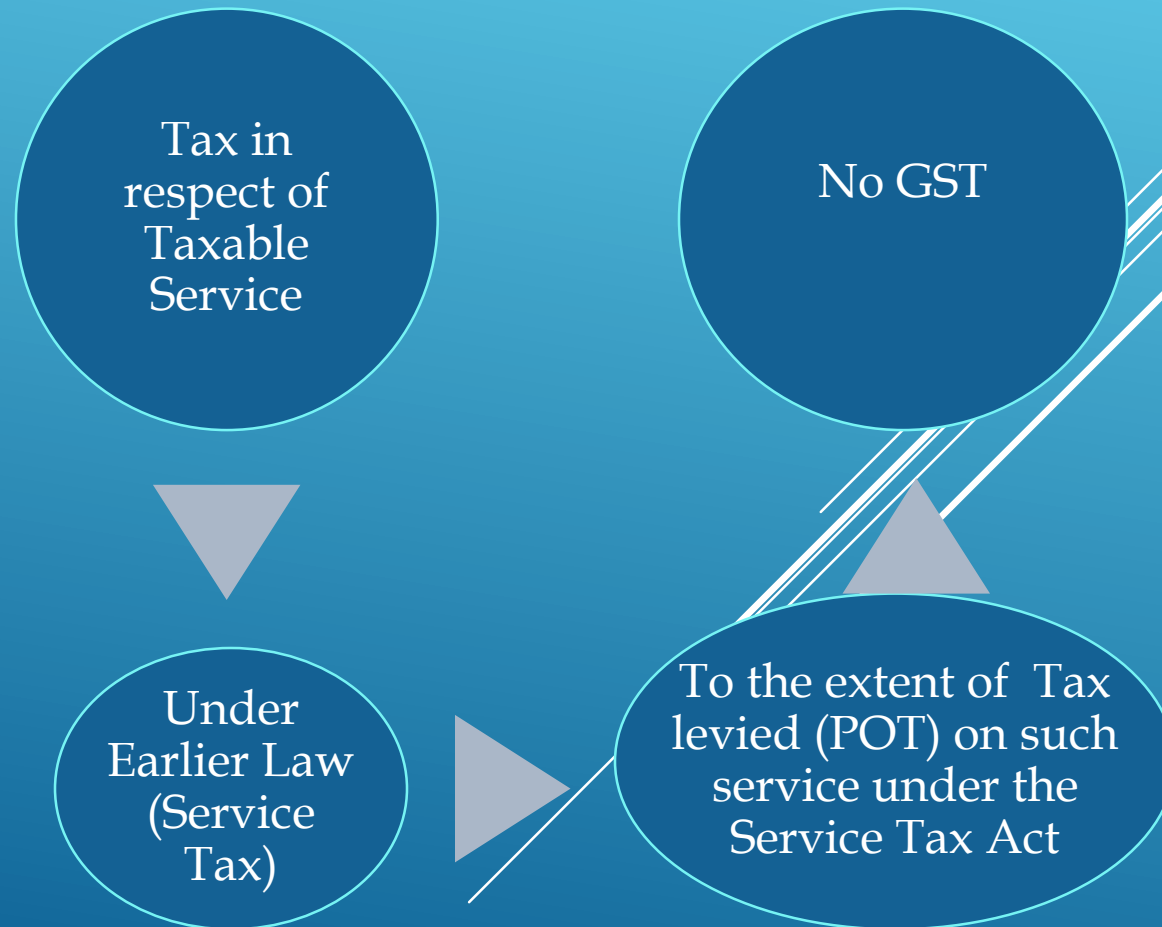 Tax in
respect of
Taxable
Service
Under
Earlier Law
(Service
Tax)
To the extent of Tax
levied (POT) on such
service under the
Service Tax Act
No GST